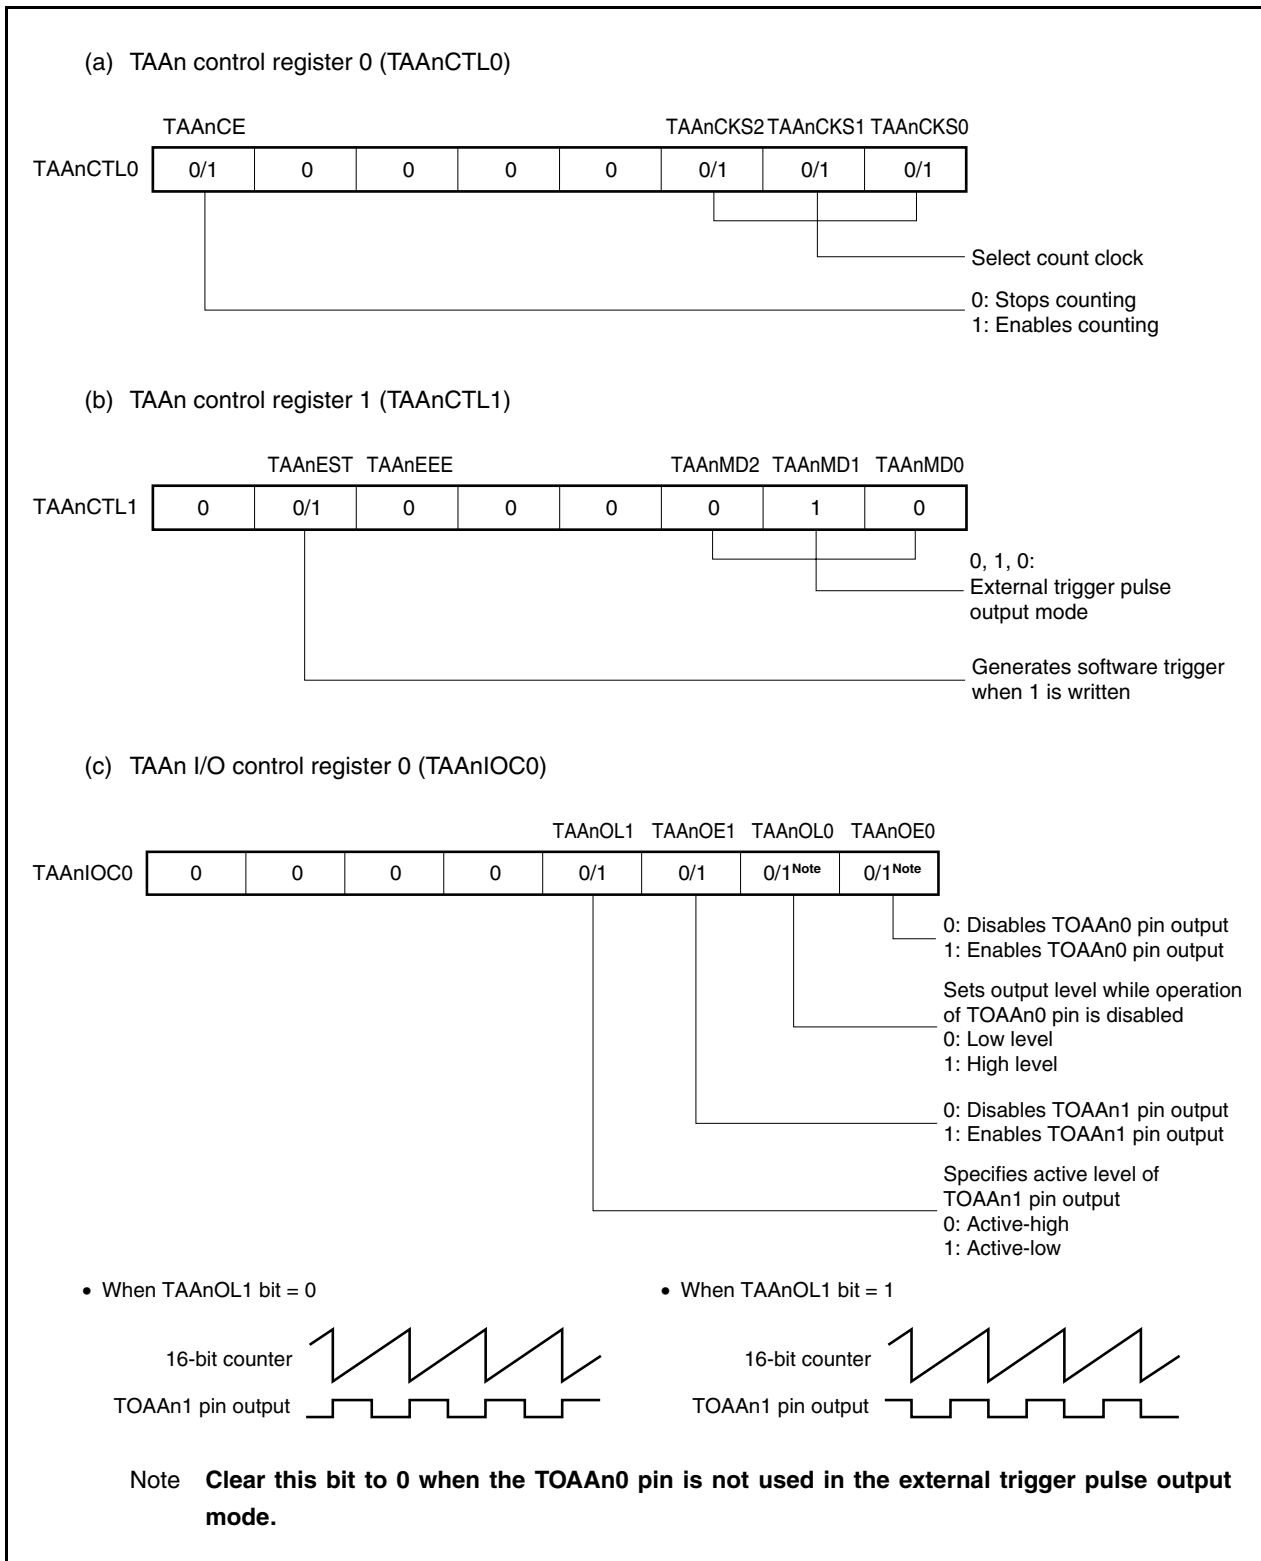 (a) TAAn control register 0 (TAAnCTL0)
TAAnCE TAAnCKS2 TAAnCKS1 TAAnCKS0
TAAnCTL0 0/1 0 0 0 0 0/1 0/1 0/1
Select count clock
0: Stops counting
1: Enables counting
(b) TAAn control register 1 (TAAnCTL1)
TAAnEST TAAnEEE TAAnMD2 TAAnMD1 TAAnMD0
TAAnCTL1 0 0/1 0 0 0 0 1 0
0, 1, 0:
External trigger pulse
output mode
Generates software trigger
when 1 is written
(c) TAAn I/O control register 0 (TAAnIOC0)
TAAnOL1 TAAnOE1 TAAnOL0 TAAnOE0
TAAnIOC0 0 0 0 0 0/1 0/1 0/1Note 0/1Note
0: Disables TOAAn0 pin output
1: Enables TOAAn0 pin output
Sets output level while operation
of TOAAn0 pin is disabled
0: Low level
1: High level
0: Disables TOAAn1 pin output
1: Enables TOAAn1 pin output
Specifies active level of
TOAAn1 pin output
0: Active-high
1: Active-low
• When TAAnOL1 bit = 0
16-bit counter
TOAAn1 pin output
• When TAAnOL1 bit = 1
16-bit counter
TOAAn1 pin output
Note Clear this bit to 0 when the TOAAn0 pin is not used in the external trigger pulse output
mode.